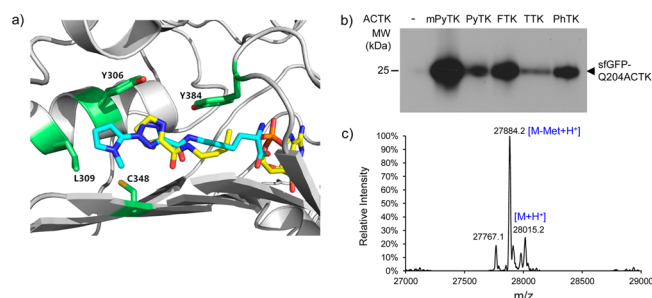 a)
Y306
Y384
L309
C348
b)
ACTK - mPyTK PyTK FTK TTK PhTK
MW
(kDa)
25
sfGFP-
Q204ACTK
c)
27884.2 [M-Met+H⁺]
[M+H⁺]
28015.2
27767.1
Relative Intensity
100%
90%
80%
70%
60%
50%
40%
30%
20%
10%
0%
27000 27500 28000 28500 29000
m/z